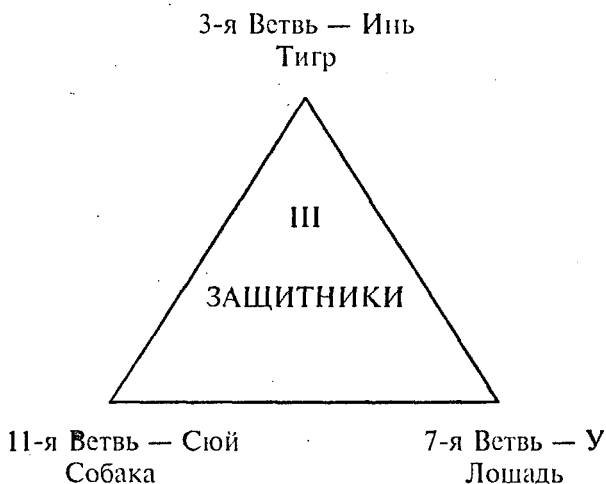 3-я Ветвь — Инь
Тигр
III
ЗАЩИТНИКИ
11-я Ветвь — Сюй
Собака
7-я Ветвь — У
Лошадь